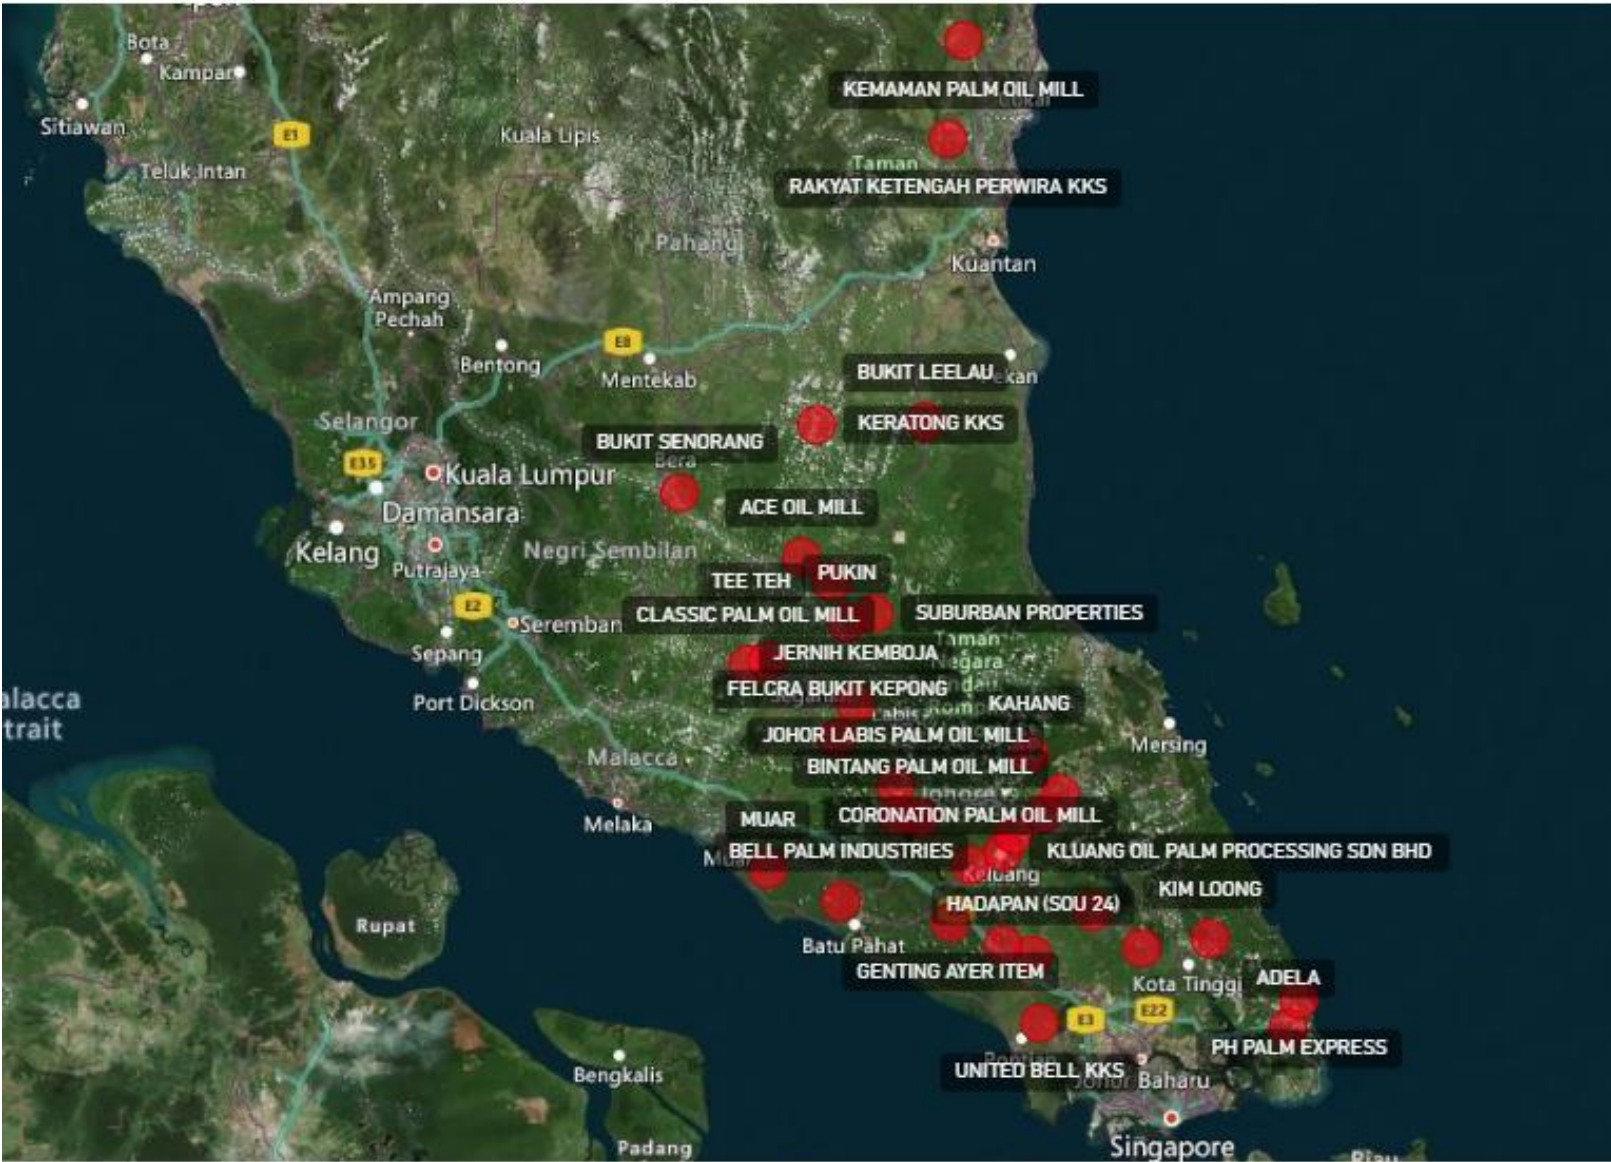 Bota
Kampar
KEMAMAN PALM OIL MILL
Sitiawan
E1
Kuala Lipis
Teluk Intan
Taman
RAKYAT KETENGAH PERWIRA KKS
Pahang
Kuantan
Ampang
Pechah
E8
Bentong
Mentekab
BUKIT LEELAU
Selangor
KERATONG KKS
BUKIT SENORANG
Bera
E35
Kuala Lumpur
ACE OIL MILL
Damansara
Kelang
Negri Sembilan
Putrajaya
TEE TEH
PUKIN
E2
CLASSIC PALM OIL MILL
SUBURBAN PROPERTIES
Seremban
Taman
Negara
Sepang
JERNIH KEMBOJA
FELCRA BUKIT KEPONG
Port Dickson
KAHANG
Labis
JOHOR LABIS PALM OIL MILL
Mersing
Malacca
BINTANG PALM OIL MILL
Johore
Melaka
MUAR
CORONATION PALM OIL MILL
BELL PALM INDUSTRIES
KLUANG OIL PALM PROCESSING SDN BHD
Keluang
KIM LOONG
HADAPAN (SOU 24)
Rupat
Batu Pahat
GENTING AYER ITEM
Kota Tinggi
ADELA
E3
E22
PH PALM EXPRESS
UNITED BELL KKS
Johor Baharu
Bengkalis
Padang
Singapore